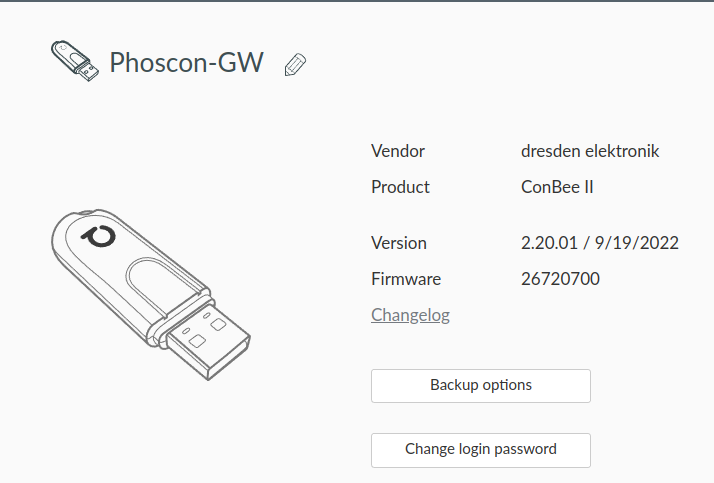 Phoscon-GW
Vendor dresden elektronik
Product ConBee II
Version 2.20.01 / 9/19/2022
Firmware 26720700
Changelog
Backup options
Change login password